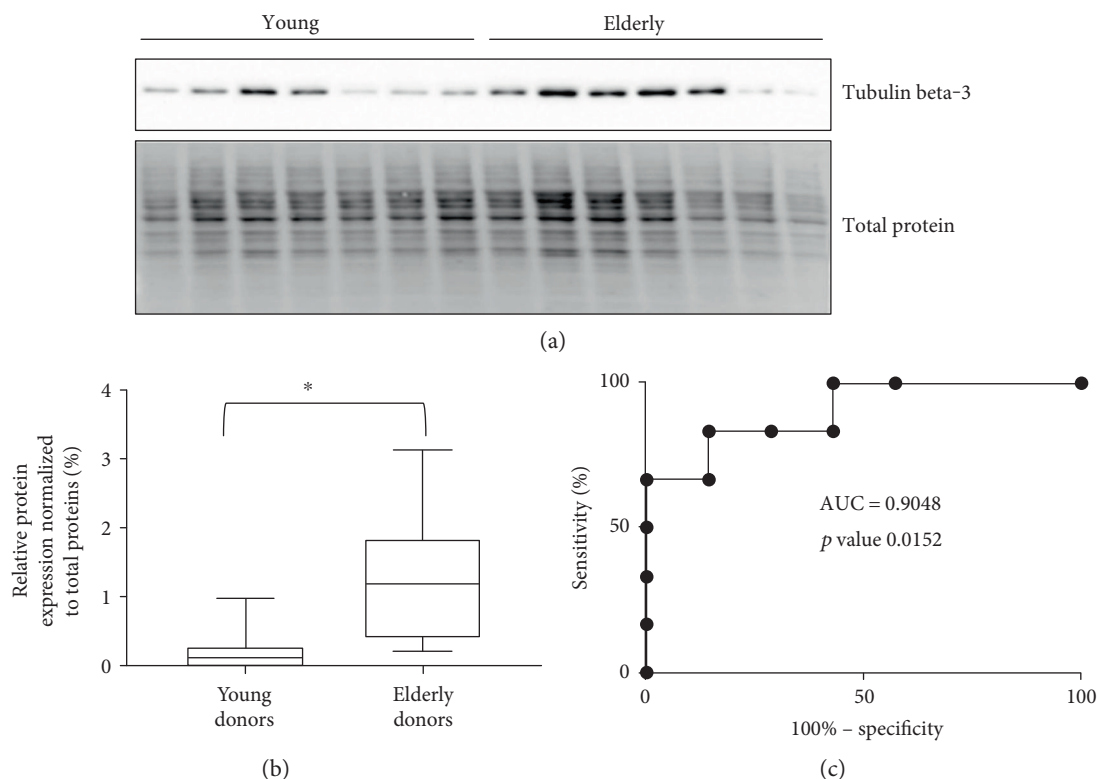 Young Elderly
Tubulin beta-3
Total protein
(a)
Relative protein
expression normalized
to total proteins (%)
4
3
2
1
0
*
Young
donors
Elderly
donors
(b)
Sensitivity (%)
100
50
0
AUC = 0.9048
p value 0.0152
0 50 100
100% – specificity
(c)